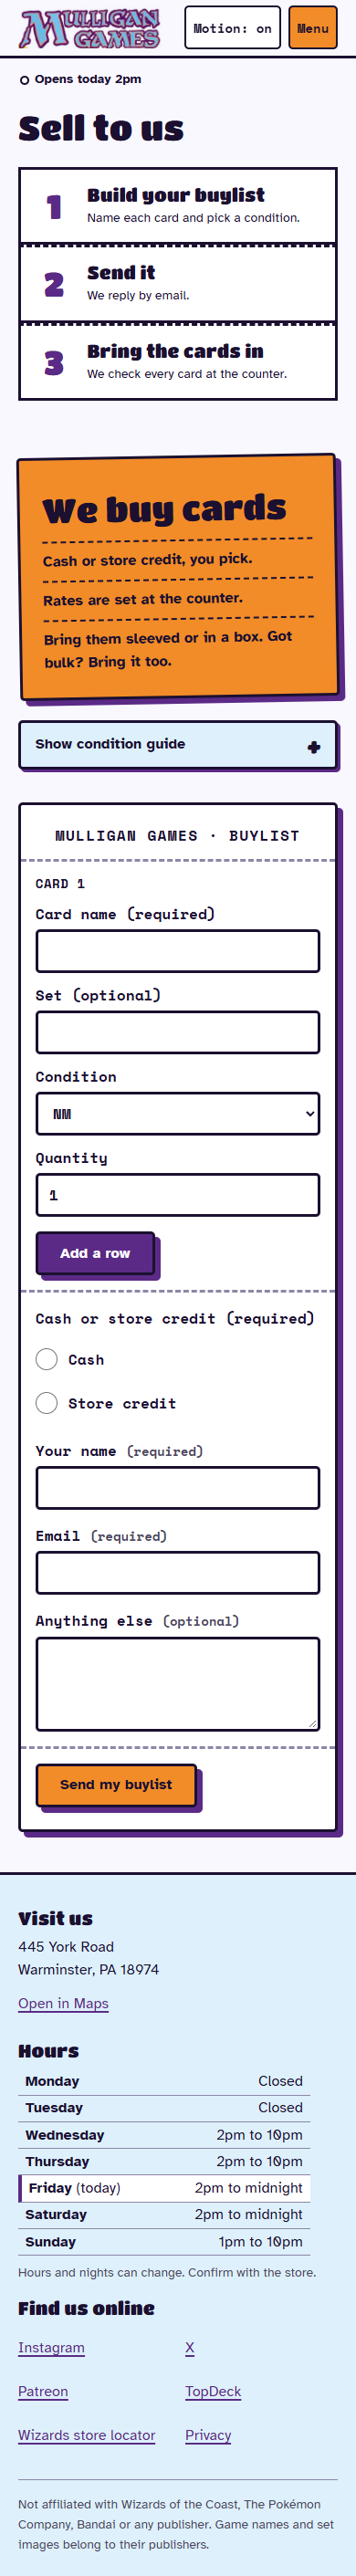 MULLIGAN
GAMES
Motion: on
Menu
Opens today 2pm
Sell to us
1
Build your buylist
Name each card and pick a condition.
2
Send it
We reply by email.
3
Bring the cards in
We check every card at the counter.
We buy cards
Cash or store credit, you pick.
Rates are set at the counter.
Bring them sleeved or in a box. Got
bulk? Bring it too.
Show condition guide
MULLIGAN GAMES · BUYLIST
CARD 1
Card name (required)
Set (optional)
Condition
NM
Quantity
1
Add a row
Cash or store credit (required)
Cash
Store credit
Your name (required)
Email (required)
Anything else (optional)
Send my buylist
Visit us
445 York Road
Warminster, PA 18974
Open in Maps
Hours
Monday Closed
Tuesday Closed
Wednesday 2pm to 10pm
Thursday 2pm to 10pm
Friday (today) 2pm to midnight
Saturday 2pm to midnight
Sunday 1pm to 10pm
Hours and nights can change. Confirm with the store.
Find us online
Instagram X
Patreon TopDeck
Wizards store locator Privacy
Not affiliated with Wizards of the Coast, The Pokémon
Company, Bandai or any publisher. Game names and set
images belong to their publishers.